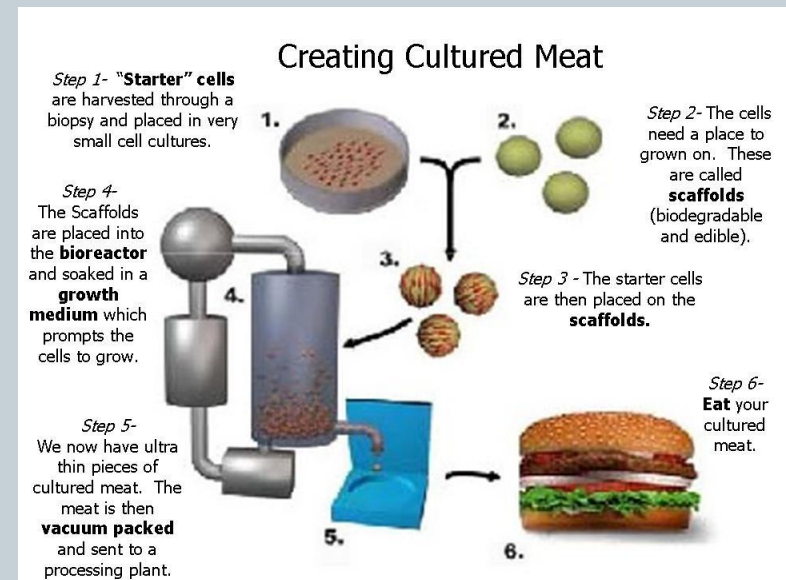 Creating Cultured Meat
Step 1- "Starter" cells
are harvested through a
biopsy and placed in very
small cell cultures.
1.
2.
Step 2- The cells
need a place to
grown on. These
are called
scaffolds
(biodegradable
and edible).
3.
Step 3 - The starter cells
are then placed on the
scaffolds.
Step 4-
The Scaffolds
are placed into
the bioreactor
and soaked in a
growth
medium which
prompts the
cells to grow.
4.
Step 5-
We now have ultra
thin pieces of
cultured meat. The
meat is then
vacuum packed
and sent to a
processing plant.
5.
Step 6-
Eat your
cultured
meat.
6.